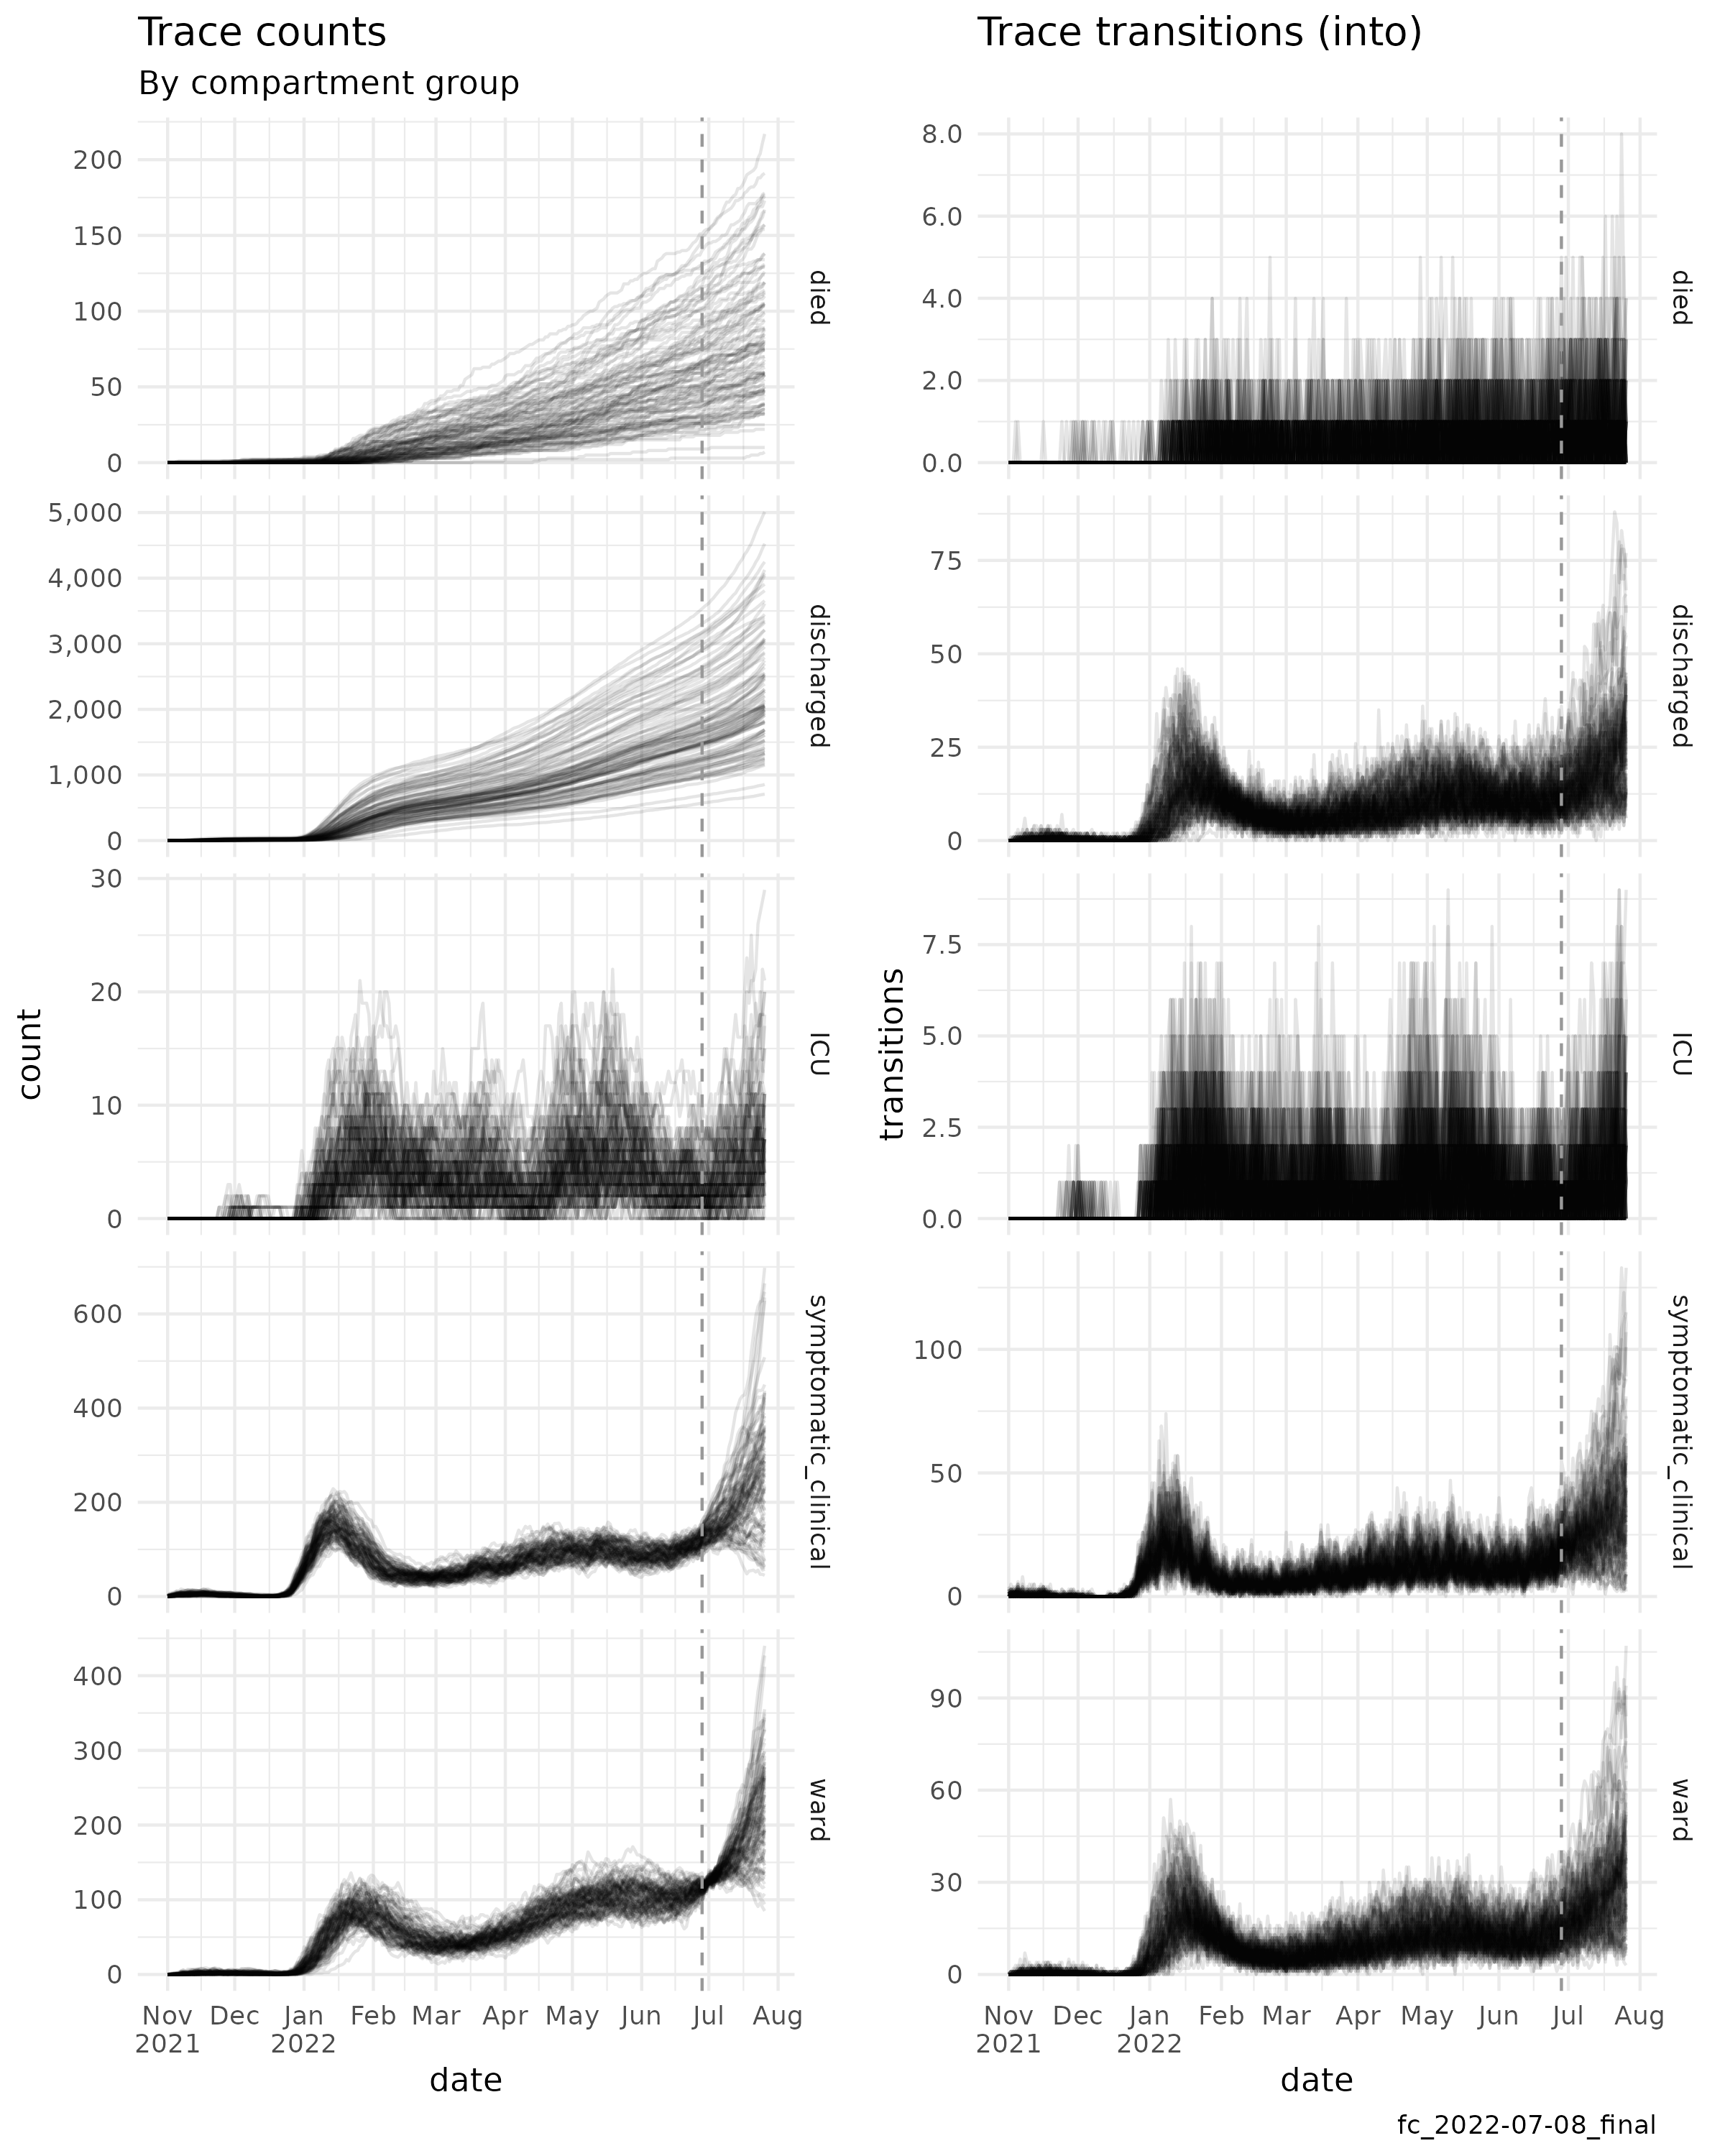 Trace counts
By compartment group
Trace transitions (into)
count
200
150
100
50
0
died
5,000
4,000
3,000
2,000
1,000
0
discharged
30
20
10
0
ICU
600
400
200
0
symptomatic_clinical
400
300
200
100
0
ward
Nov Dec Jan Feb Mar Apr May Jun Jul Aug
2021 2022
date
transitions
8.0
6.0
4.0
2.0
0.0
died
75
50
25
0
discharged
7.5
5.0
2.5
0.0
ICU
100
50
0
symptomatic_clinical
90
60
30
0
ward
Nov Dec Jan Feb Mar Apr May Jun Jul Aug
2021 2022
date
fc_2022-07-08_final